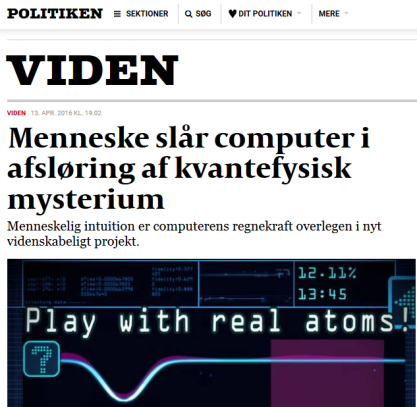 POLITIKEN SEKTIONER SØG DIT POLITIKEN MERE
VIDEN
VIDEN 13. APR. 2016 KL. 19.02
Menneske slår computer i
afsløring af kvantefysisk
mysterium
Menneskelig intuition er computerens regnekraft overlegen i nyt
videnskabeligt projekt.
12.11%
13:45
Play with real atoms!
?